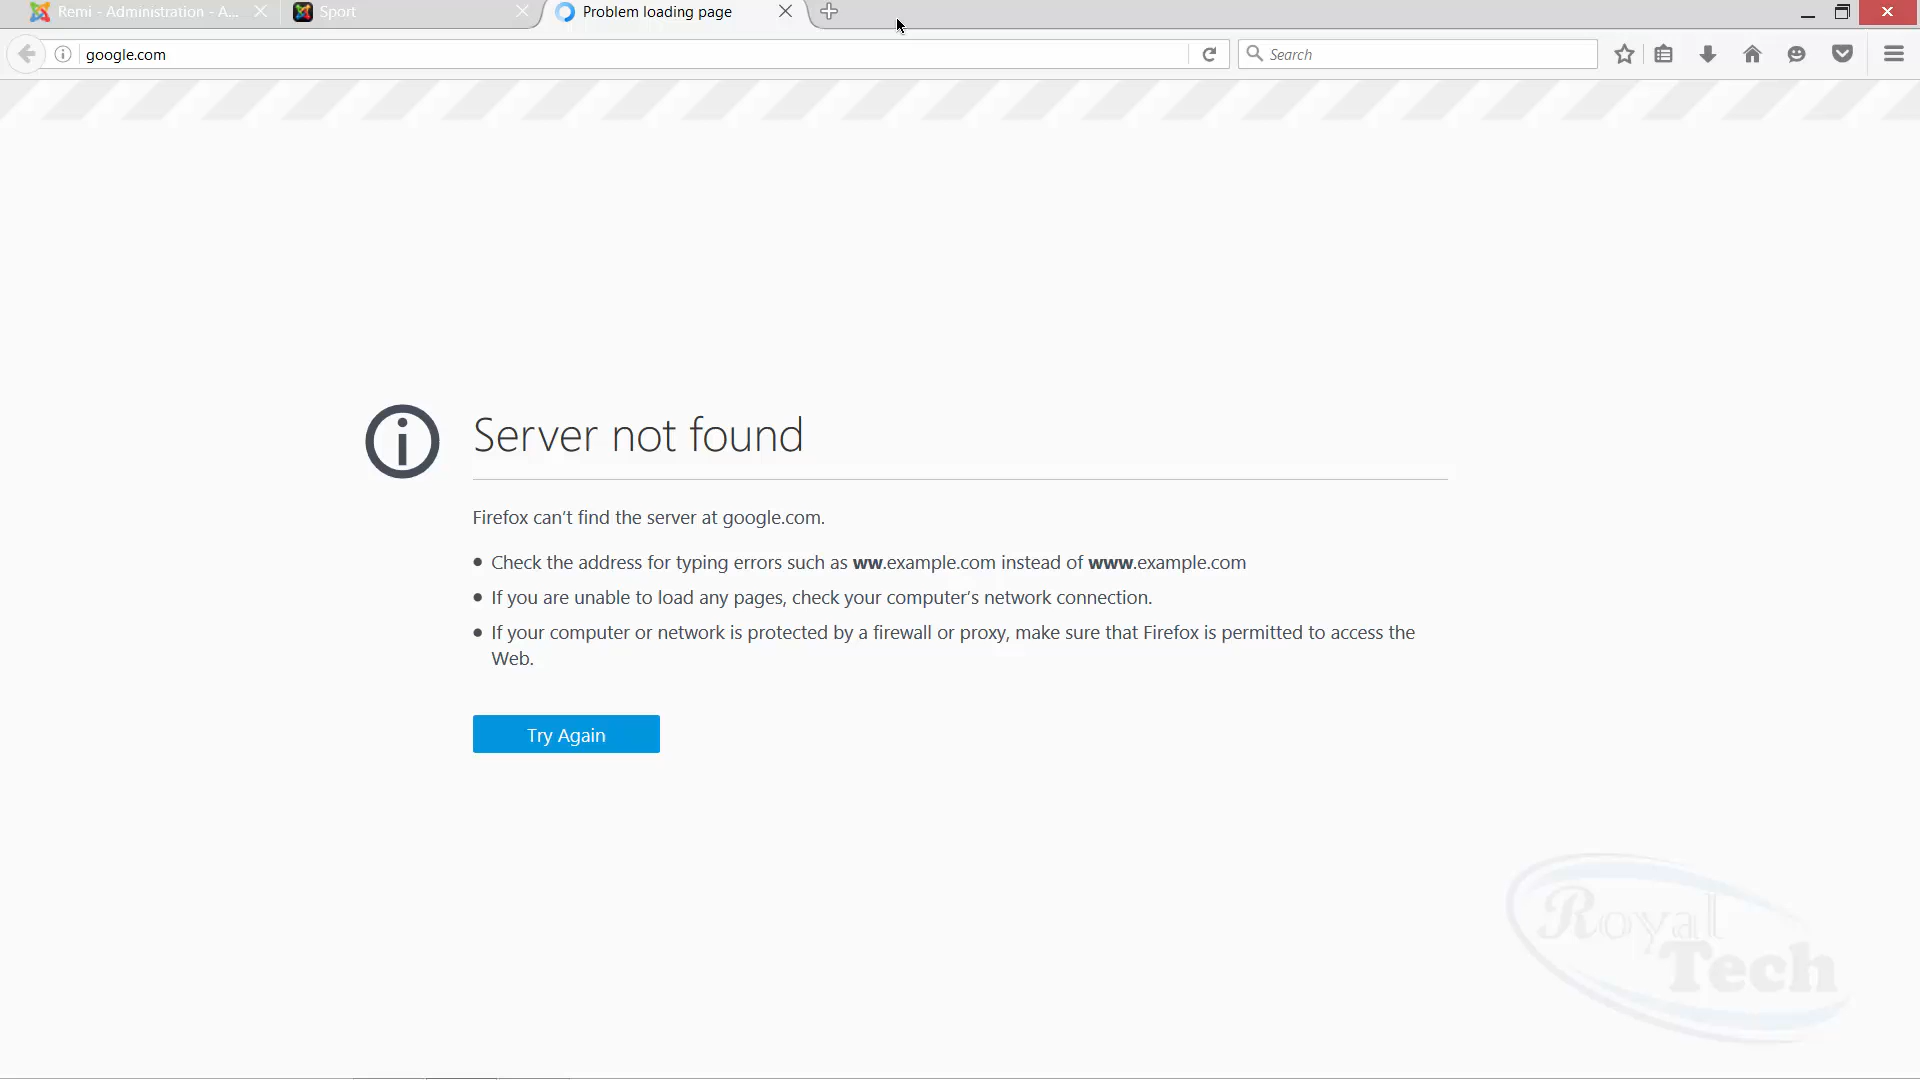 Remi - Administration - A...
Sport
Problem loading page
google.com
Search
Server not found
Firefox can't find the server at google.com.
• Check the address for typing errors such as ww.example.com instead of www.example.com
• If you are unable to load any pages, check your computer's network connection.
• If your computer or network is protected by a firewall or proxy, make sure that Firefox is permitted to access the
Web.
Try Again
Royal
Tech